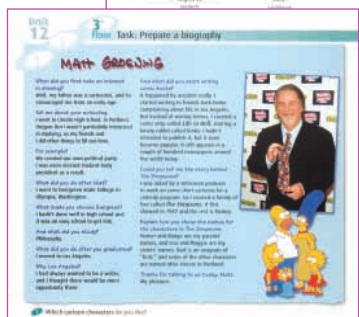 Unit
12
3rd
floor Task: Prepare a biography
MATT GROENING
When did you first take an interest
in drawing?
Well, my father was a cartoonist, and he
encouraged me from an early age.
Tell me about your schooling.
I went to Lincoln High School, in Portland,
Oregon. But I wasn't particularly interested
in studying, so my friends and
I did other things to fill our time.
For example?
We created our own political party.
I was even elected student body
president as a result.
What did you do after that?
I went to Evergreen State College in
Olympia, Washington.
What made you choose Evergreen?
I hadn't done well in high school and
it was an easy school to get into.
And what did you study?
Philosophy.
What did you do after you graduated?
I moved to Los Angeles.
Why Los Angeles?
I had always wanted to be a writer,
and I thought there would be more
opportunity there.
And when did you start writing
comic books?
It happened by accident really. I
started writing to friends back home
complaining about life in Los Angeles.
But instead of writing letters, I created a
comic strip called Life in Hell, starring a
lonely rabbit called Binky. I hadn't
intended to publish it, but it soon
became popular. It still appears in a
couple of hundred newspapers around
the world today.
Could you tell me the story behind
The Simpsons?
I was asked by a television producer
to work on some short cartoons for a
comedy program. So I created a family of
five called The Simpsons. It first
showed in 1987 and the rest is history.
Explain how you chose the names for
the characters in The Simpsons.
Homer and Marge are my parents'
names, and Lisa and Maggie are my
sisters' names. Bart is an anagram of
"brat," and some of the other characters
are named after streets in Portland.
Thanks for talking to us today, Matt.
My pleasure.
1 Which cartoon characters do you like?